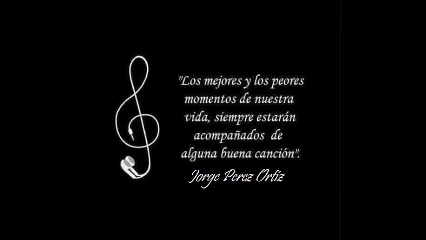 "Los mejores y los peores
momentos de nuestra
vida, siempre estarán
acompañados de
alguna buena canción".
Jorge Perez Ortiz